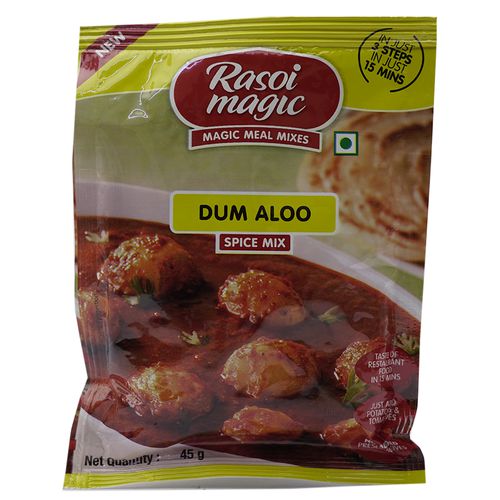 NEW
IN JUST
3 STEPS
IN JUST
15 MINS
Rasoi
magic
MAGIC MEAL MIXES
DUM ALOO
SPICE MIX
TASTE OF
RESTAURANT
FOOD
IN 15 MINS
JUST ADD
POTATO &
TOMATOES
Net Quantity : 45 g